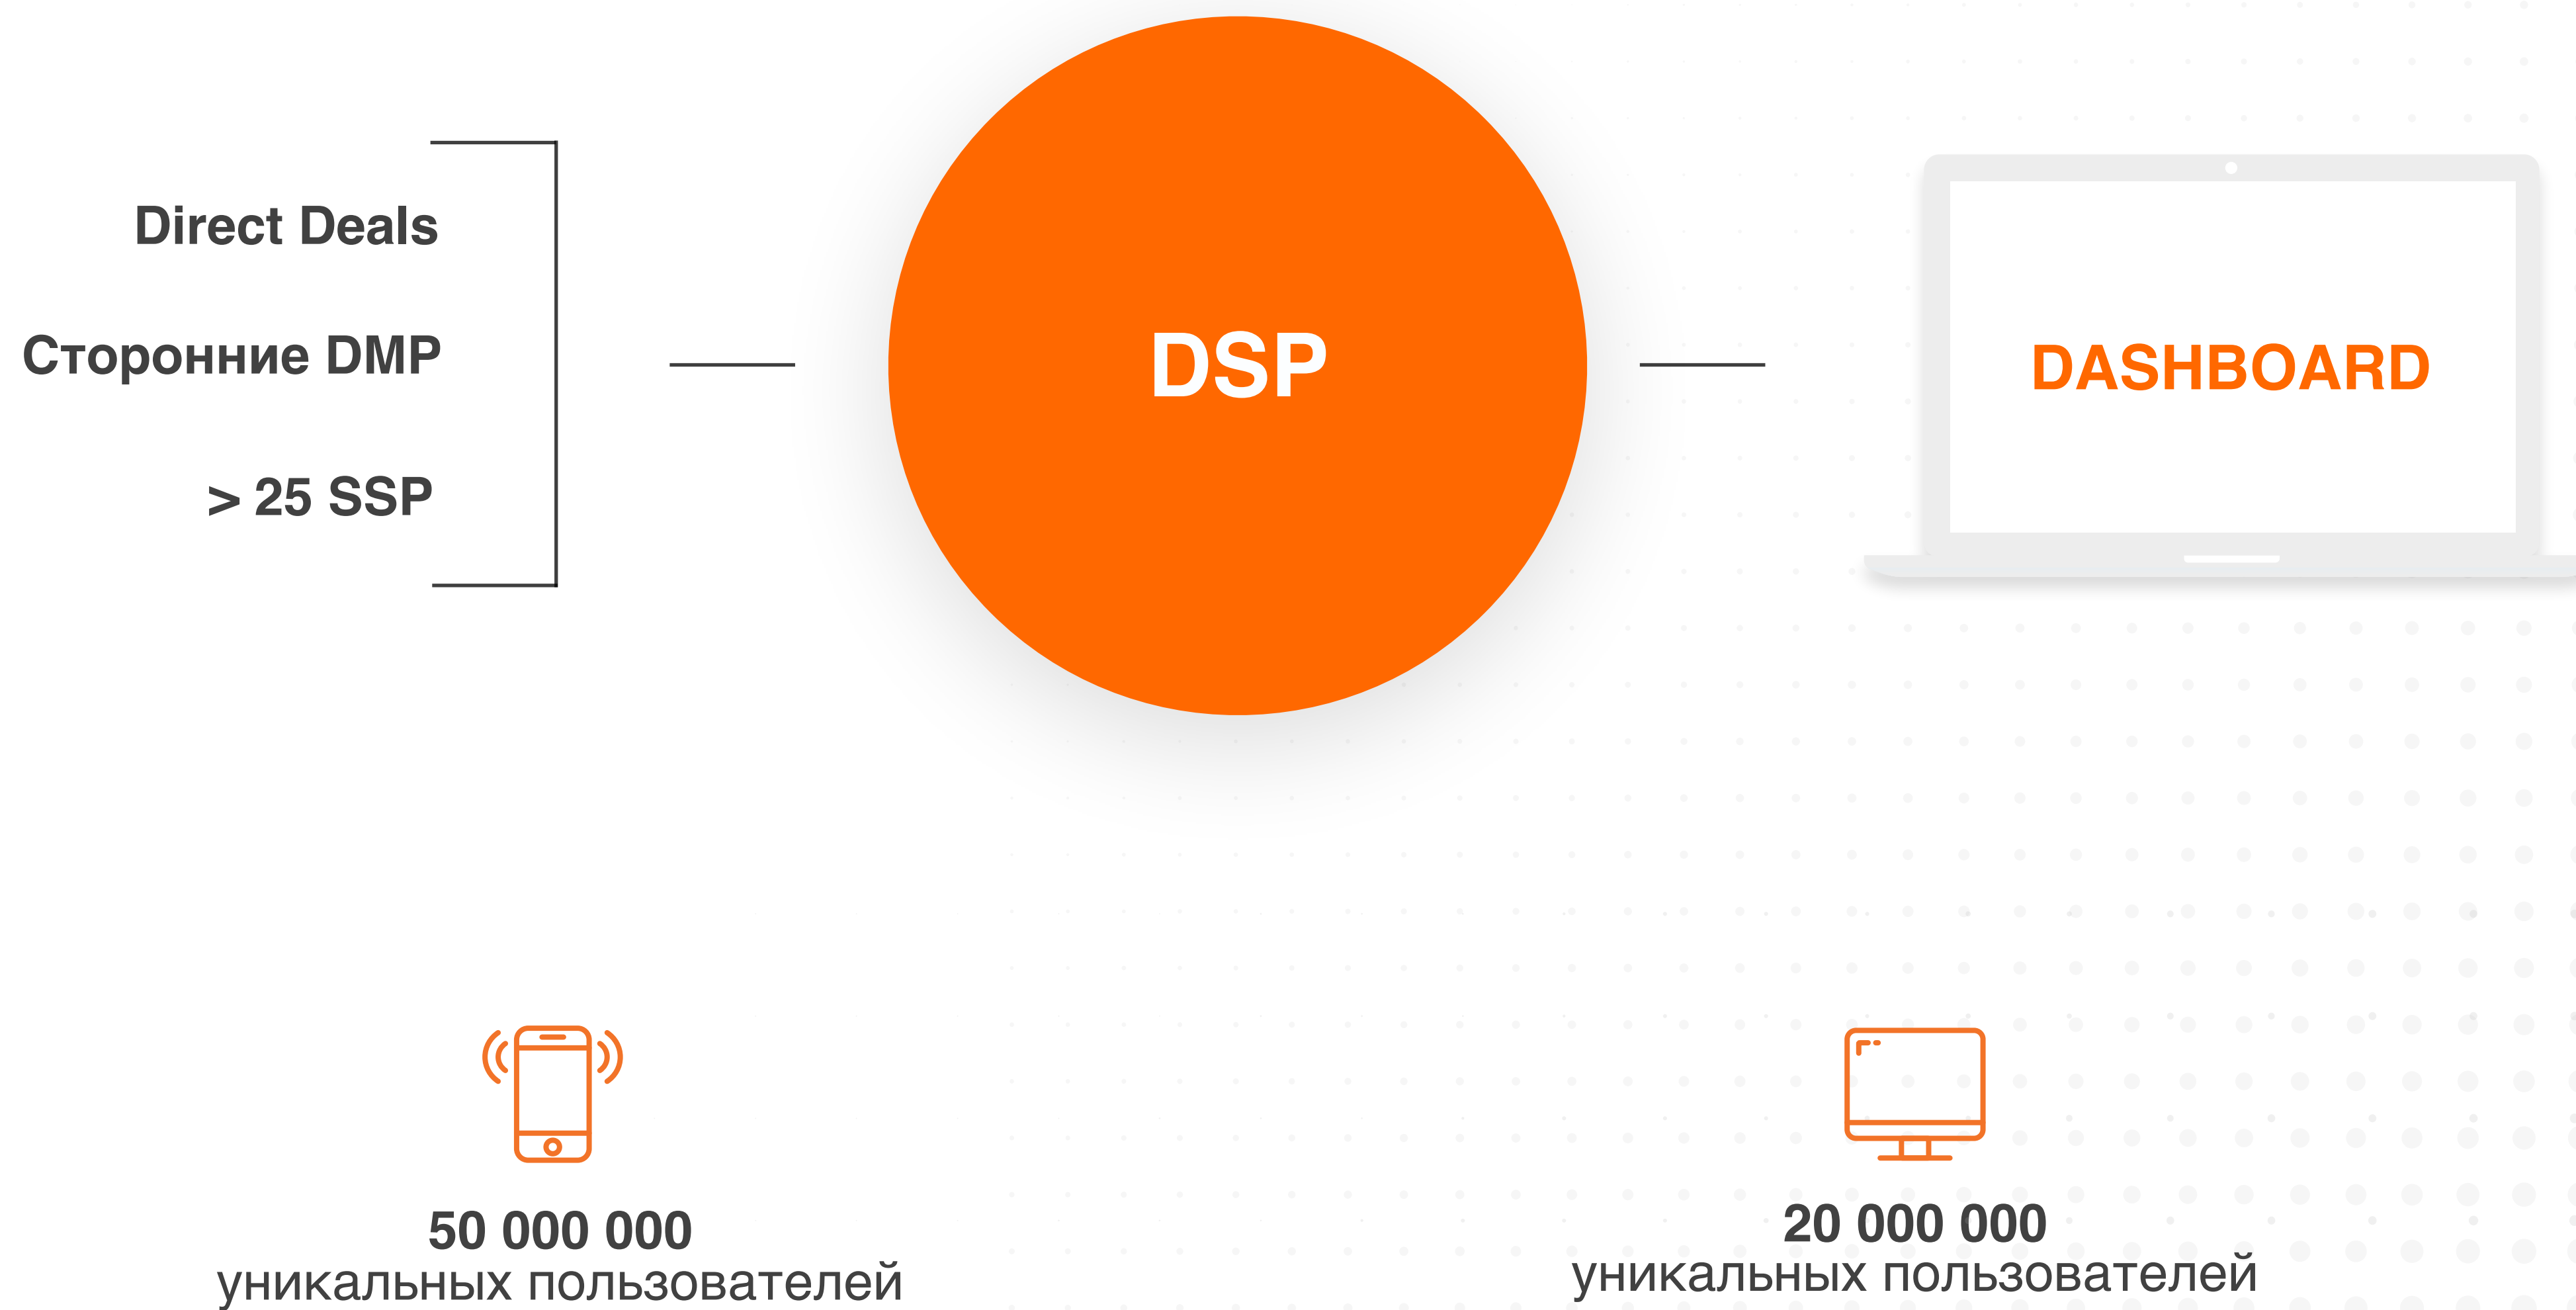 Direct Deals
Сторонние DMP
> 25 SSP
DSP
DASHBOARD
50 000 000
уникальных пользователей
20 000 000
уникальных пользователей